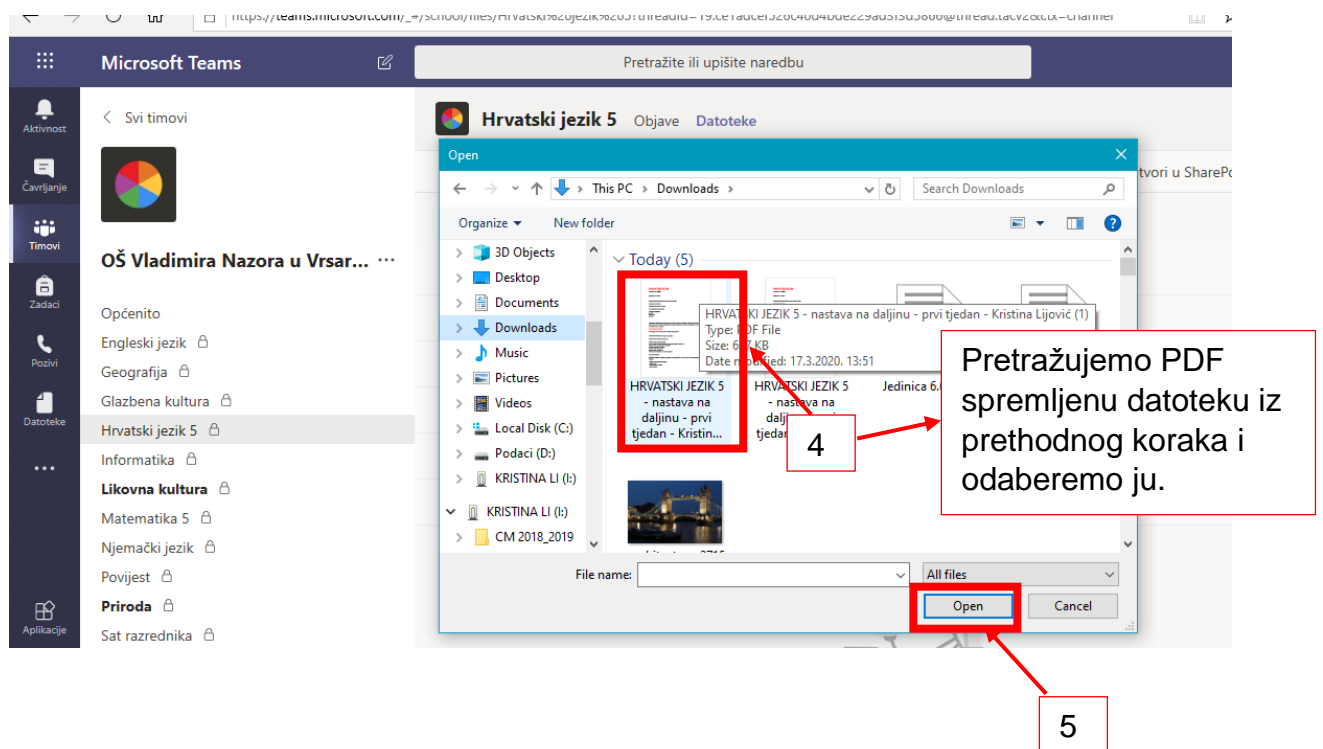 Microsoft Teams
Pretražite ili upišite naredbu
Aktivnost
Čavrljanje
Timovi
Zadaci
Pozivi
Datoteke
Aplikacije
Svi timovi
OŠ Vladimira Nazora u Vrsar... ...
Općenito
Engleski jezik
Geografija
Glazbena kultura
Hrvatski jezik 5
Informatika
Likovna kultura
Matematika 5
Njemački jezik
Povijest
Priroda
Sat razrednika
Hrvatski jezik 5 Objave Datoteke
tvori u SharePo
Open
This PC > Downloads >
Search Downloads
Organize
New folder
3D Objects
Desktop
Documents
Downloads
Music
Pictures
Videos
Local Disk (C:)
Podaci (D:)
KRISTINA LI (I:)
KRISTINA LI (I:)
CM 2018_2019
Today (5)
HRVATSKI JEZIK 5 - nastava na daljinu - prvi tjedan - Kristina Lijović (1)
Type: PDF File
Size: KB
Date modified: 17.3.2020. 13:51
HRVATSKI JEZIK 5
- nastava na
daljinu - prvi
tjedan - Kristin...
HRVATSKI JEZIK 5
- nastava na
Jedinica
File name:
All files
Open
Cancel
4
Pretražujemo PDF
spremljenu datoteku iz
prethodnog koraka i
odaberemo ju.
5